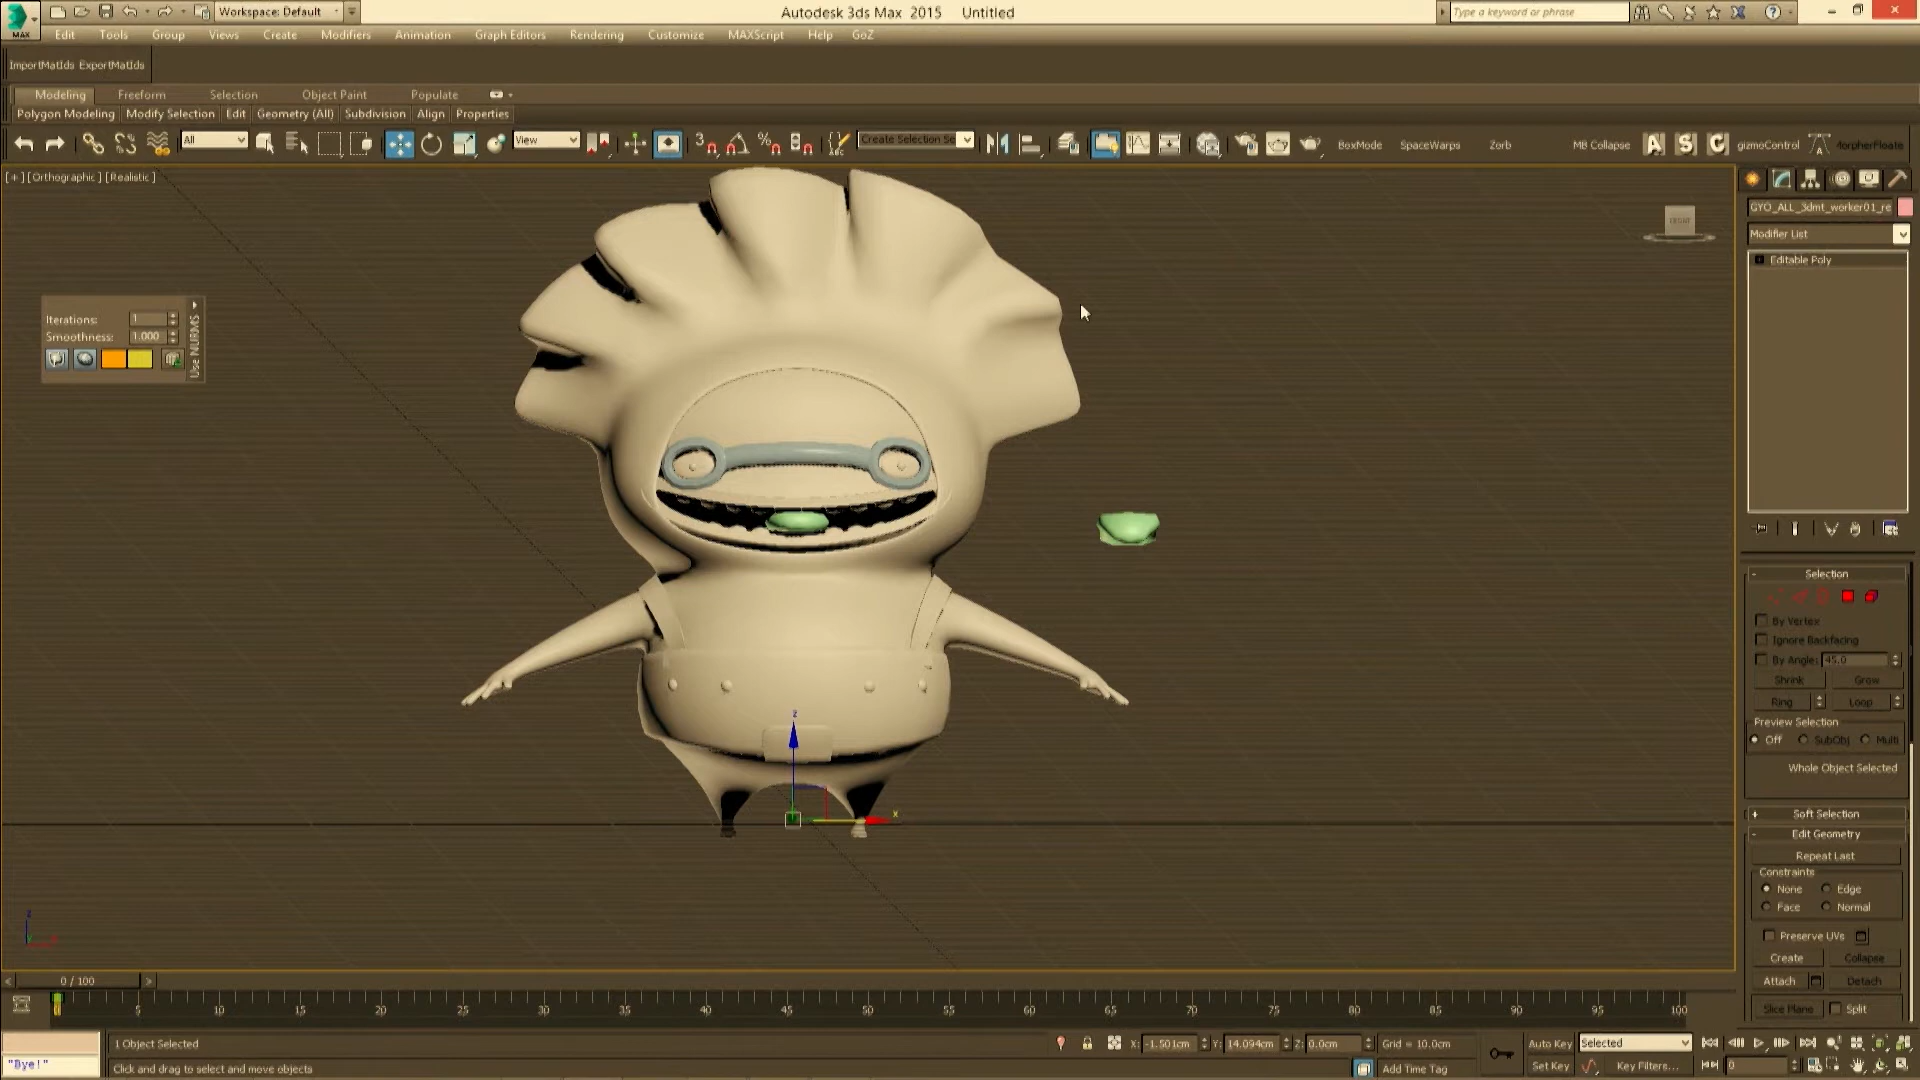 Workspace: Default
Autodesk 3ds Max 2015 Untitled
Type a keyword or phrase
MAX
Edit Tools Group Views Create Modifiers Animation Graph Editors Rendering Customize MAXScript Help GoZ
ImportMatIds ExportMatIds
Modeling Freeform Selection Object Paint Populate
Polygon Modeling Modify Selection Edit Geometry (All) Subdivision Align Properties
All View Create Selection Se BoxMode SpaceWarps Zorb MB Collapse A S C gizmoControl
[+] [Orthographic] [Realistic]
FRONT
GYO_ALL_3dmt_worker01_re
Modifier List
Editable Poly
Iterations: 1
Smoothness: 1.000
Use NURMS
Selection
By Vertex
Ignore Backfacing
By Angle: 45.0
Shrink Grow
Ring Loop
Preview Selection
Off SubObj Multi
Whole Object Selected
+ Soft Selection
- Edit Geometry
Repeat Last
Constraints
None Edge
Face Normal
Preserve UVs
Create Collapse
Attach Detach
Slice Plane Split
z
x
z
< 0 / 100 >
5 10 15 20 25 30 35 40 45 50 55 60 65 70 75 80 85 90 95 100
1 Object Selected
X: -1.501cm Y: 14.094cm Z: 0.0cm Grid = 10.0cm
Auto Key Selected
"Bye!"
Click and drag to select and move objects
Add Time Tag
Set Key Key Filters... 0